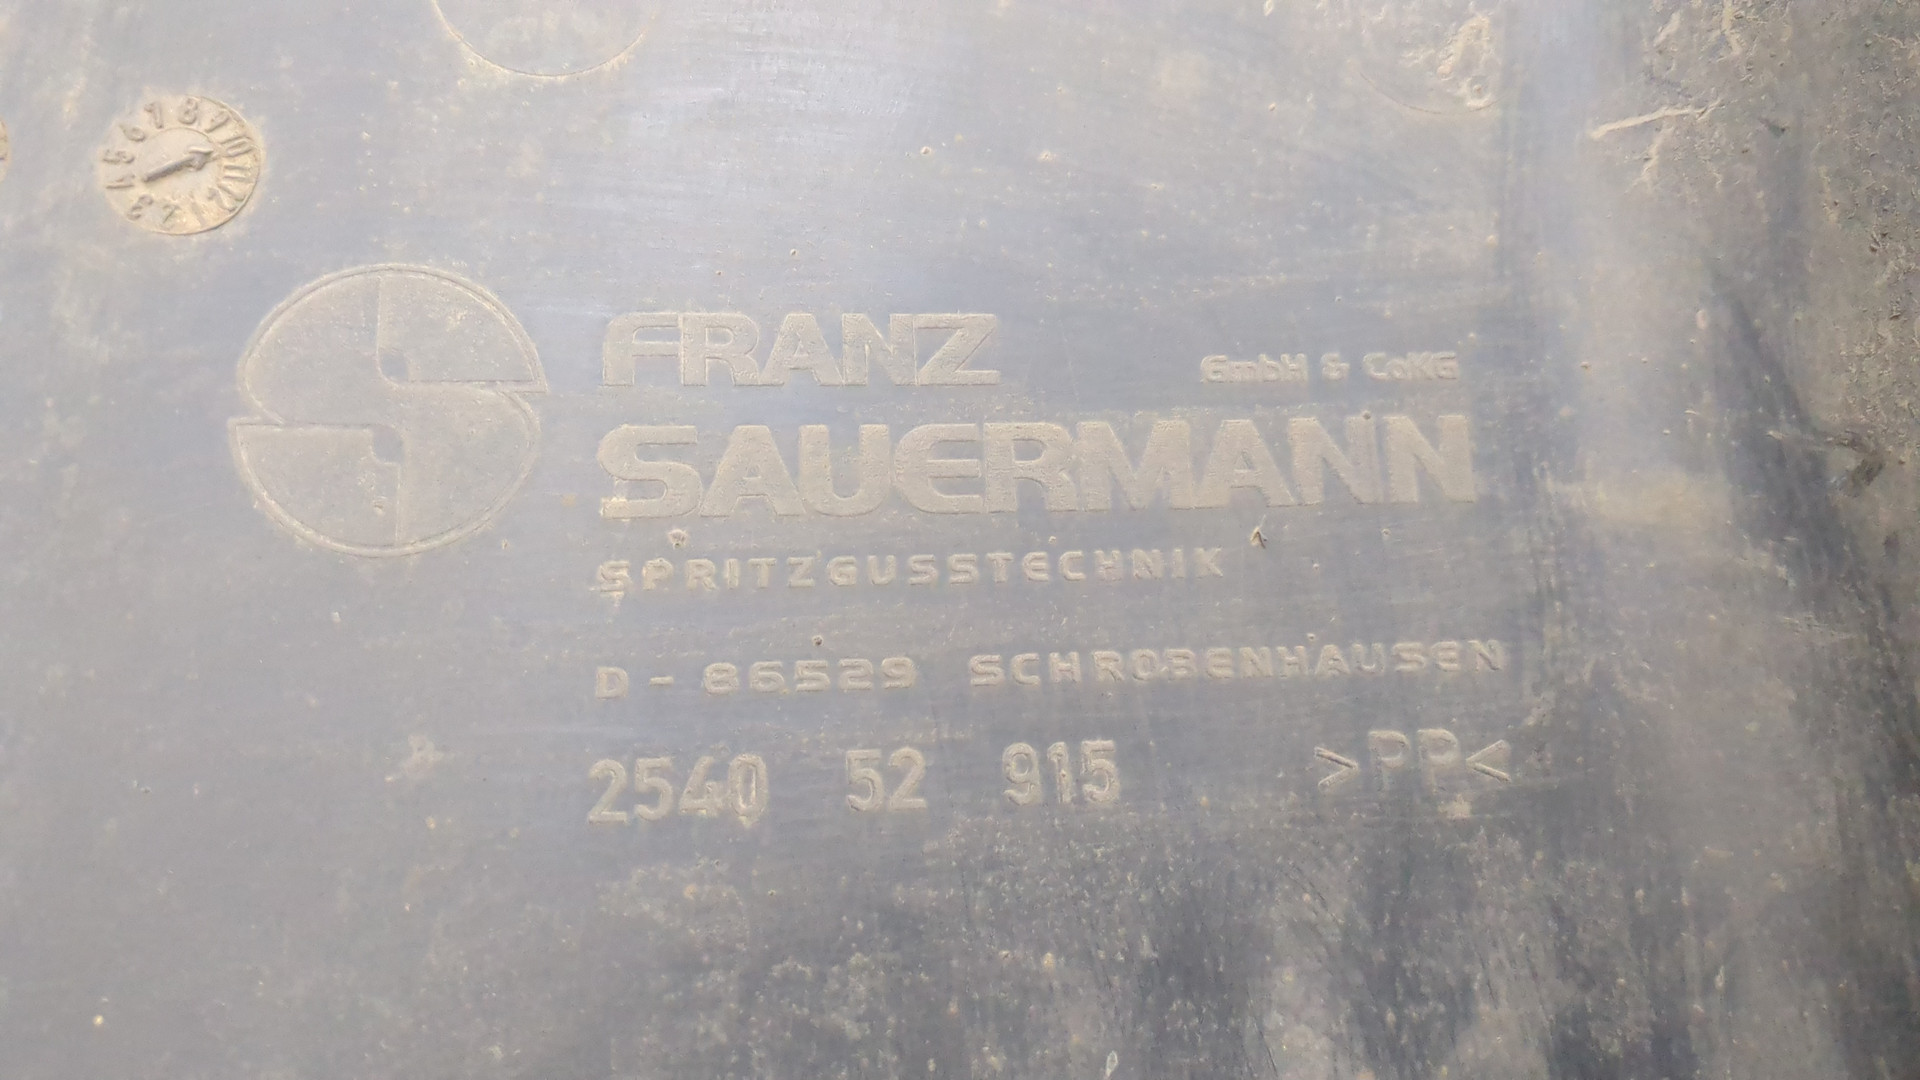 FRANZ GmbH & CoKG
SAUERMANN
SPRITZGUSSTECHNIK
D - 86529 SCHROBENHAUSEN
2540 52 915 >PP<